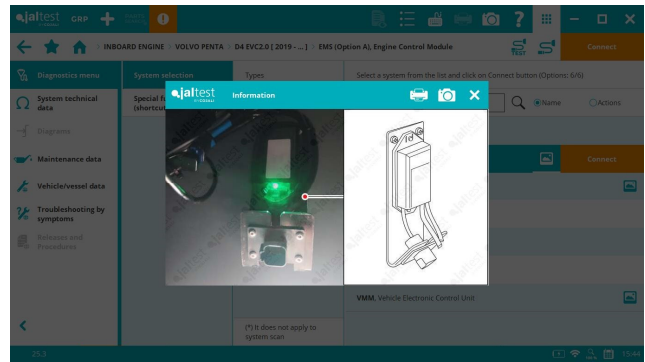 jaltest
GRP
INBOARD ENGINE > VOLVO PENTA > D4 EVC2.0 [ 2019 - ... ] > EMS (Option A), Engine Control Module
TEST
Connect
Diagnostics menu
System selection
Types
Select a system from the list and click on Connect button (Options: 6/6)
System technical data
Special
(shortcut
Name
Actions
Diagrams
Maintenance data
Connect
Vehicle/vessel data
Troubleshooting by symptoms
Releases and Procedures
jaltest
Information
VMM, Vehicle Electronic Control Unit
(*) It does not apply to system scan
25.3
15:44